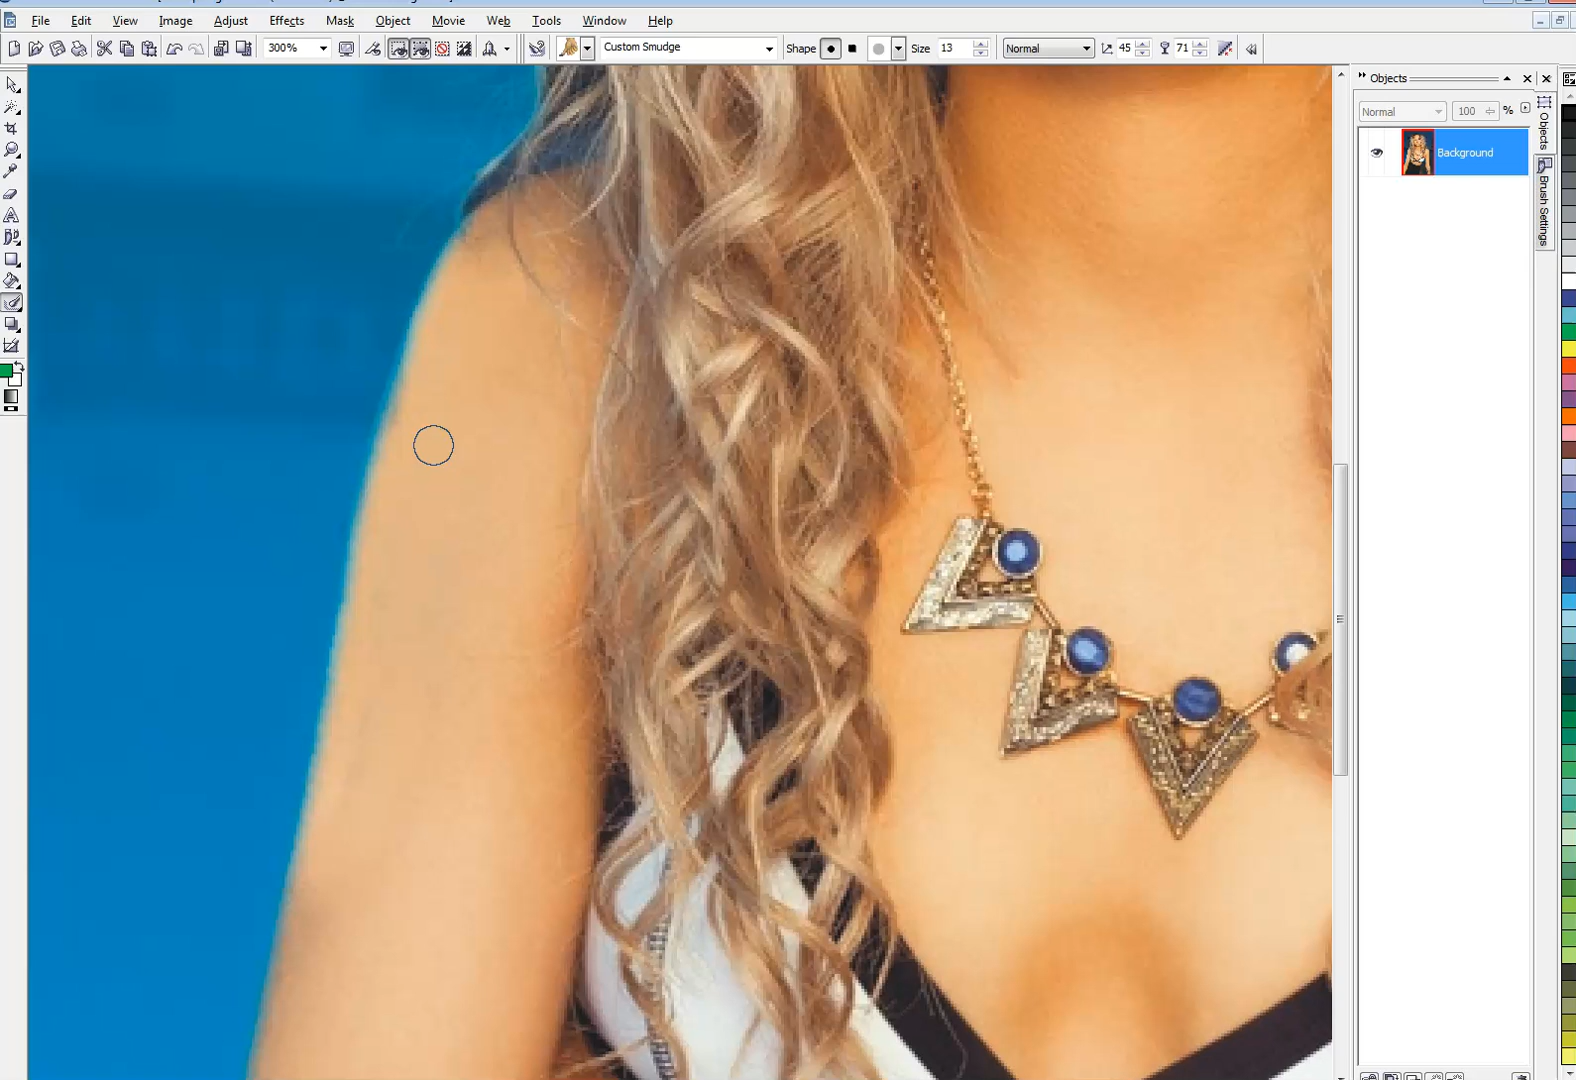 File Edit View Image Adjust Effects Mask Object Movie Web Tools Window Help
300% Custom Smudge Shape Size 13 Normal 45 71
Objects
Normal 100 %
Background
Objects
Brush Settings